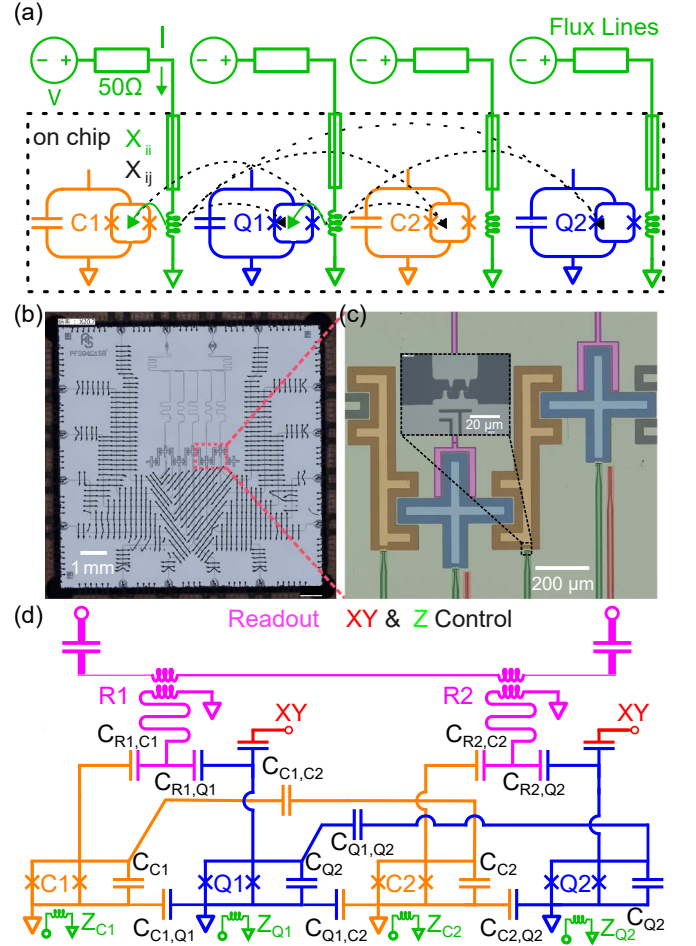 (a)
Flux Lines
I
50Ω
V
on chip
X_ii
X_ij
C1
Q1
C2
Q2
(b)
PFS04G1S0
1 mm
(c)
20 μm
200 μm
(d)
Readout XY & Z Control
R1
R2
XY
XY
C_R1,C1
C_R2,C2
C_R1,Q1
C_C1,C2
C_R2,Q2
C_Q1,Q2
C_C1
C_Q2
C_C2
C1
Q1
C2
Q2
C_C1,Q1
C_Q1,C2
C_C2,Q2
C_Q2
Z_C1
Z_Q1
Z_C2
Z_Q2